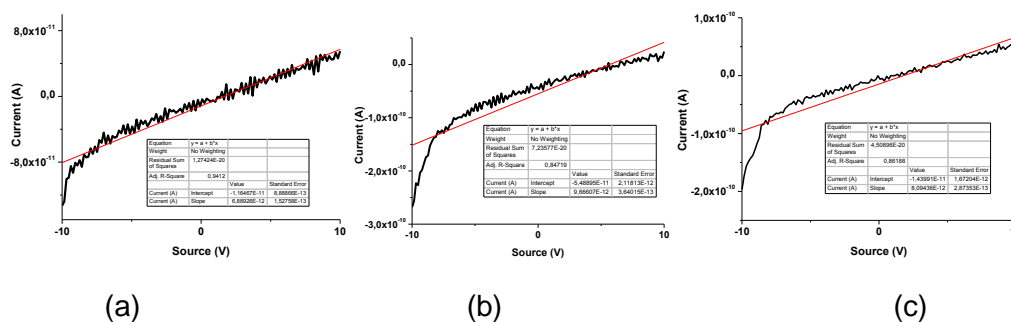 8,0x10⁻¹¹
0,0
-8,0x10⁻¹¹
Current (A)
-10
0
10
Source (V)
Equation y = a + b*x
Weight No Weighting
Residual Sum of Squares 1,27424E-20
Adj. R-Square 0,9412
Value Standard Error
Current (A) Intercept -1,16467E-11 8,88866E-13
Current (A) Slope 6,88926E-12 1,52758E-13
(a)
0,0
-1,0x10⁻¹⁰
-2,0x10⁻¹⁰
-3,0x10⁻¹⁰
Current (A)
-10
0
10
Source (V)
Equation y = a + b*x
Weight No Weighting
Residual Sum of Squares 7,23577E-20
Adj. R-Square 0,84719
Value Standard Error
Current (A) Intercept -5,48895E-11 2,11813E-12
Current (A) Slope 9,66607E-12 3,64015E-13
(b)
1,0x10⁻¹⁰
0,0
-1,0x10⁻¹⁰
-2,0x10⁻¹⁰
Current (A)
-10
0
10
Source (V)
Equation y = a + b*x
Weight No Weighting
Residual Sum of Squares 4,50896E-20
Adj. R-Square 0,86188
Value Standard Error
Current (A) Intercept -1,43991E-11 1,67204E-12
Current (A) Slope 8,09436E-12 2,87353E-13
(c)